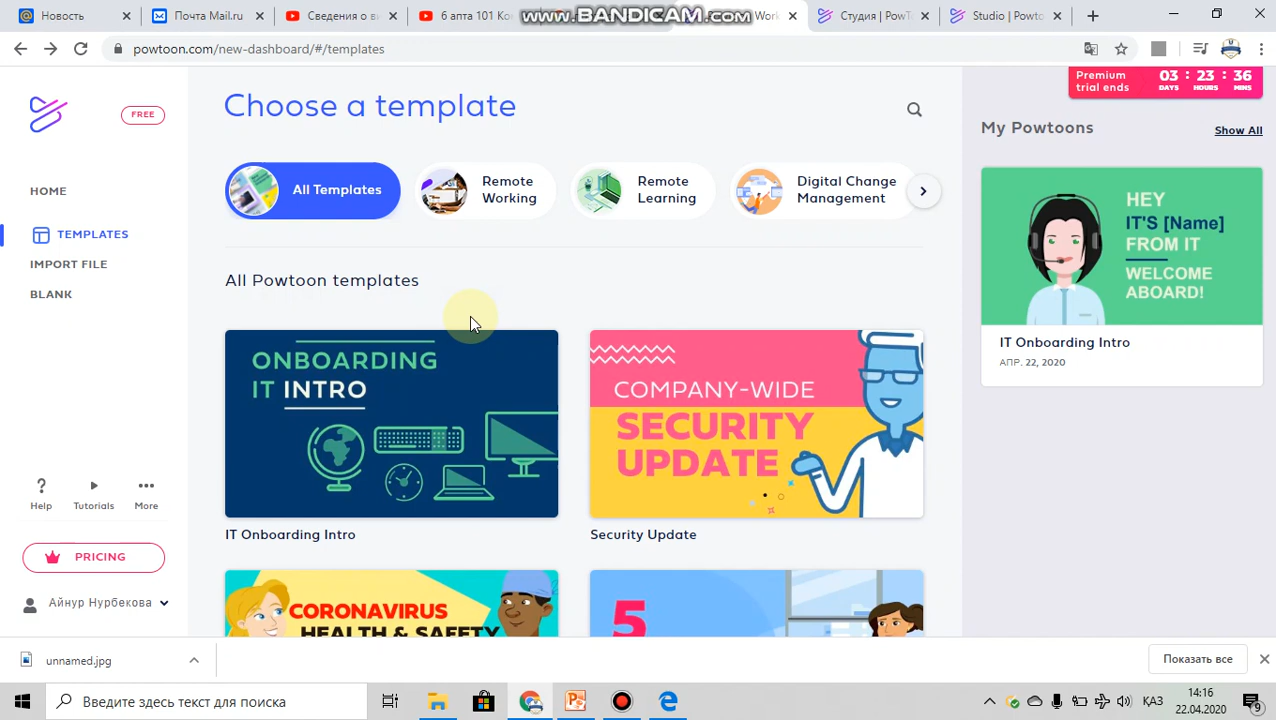 Новость
Почта Mail.ru
Сведения о в
6 апта 101 Ко
www.BANDICAM.com
Work
Студия | PowT
Studio | Powto
powtoon.com/new-dashboard/#/templates
FREE
HOME
TEMPLATES
IMPORT FILE
BLANK
Help
Tutorials
More
PRICING
Айнур Нурбекова
Choose a template
All Templates
Remote
Working
Remote
Learning
Digital Change
Management
All Powtoon templates
ONBOARDING
IT INTRO
IT Onboarding Intro
COMPANY-WIDE
SECURITY
UPDATE
Security Update
CORONAVIRUS
HEALTH & SAFETY
5
Premium
trial ends
03 : 23 : 36
DAYS HOURS MINS
My Powtoons
Show All
HEY
IT'S [Name]
FROM IT
WELCOME
ABOARD!
IT Onboarding Intro
АПР. 22, 2020
unnamed.jpg
Показать все
Введите здесь текст для поиска
ҚАЗ
14:16
22.04.2020
9